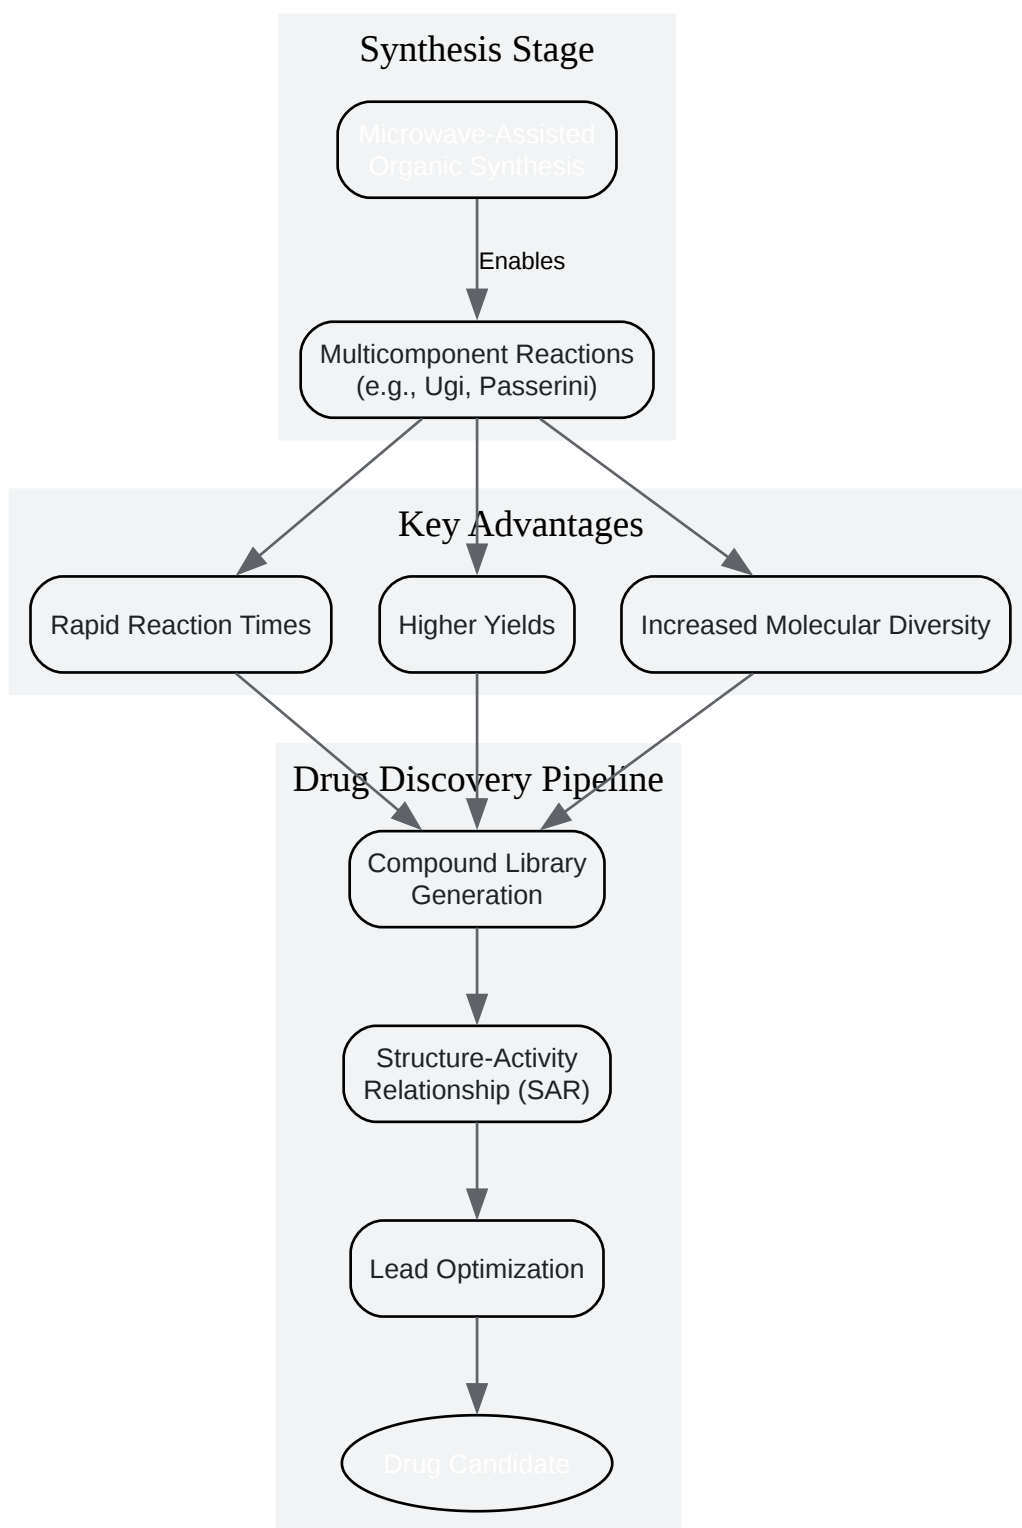 Synthesis Stage
Microwave-Assisted
Organic Synthesis
Enables
Multicomponent Reactions
(e.g., Ugi, Passerini)
Key Advantages
Rapid Reaction Times
Higher Yields
Increased Molecular Diversity
Drug Discovery Pipeline
Compound Library
Generation
Structure-Activity
Relationship (SAR)
Lead Optimization
Drug Candidate